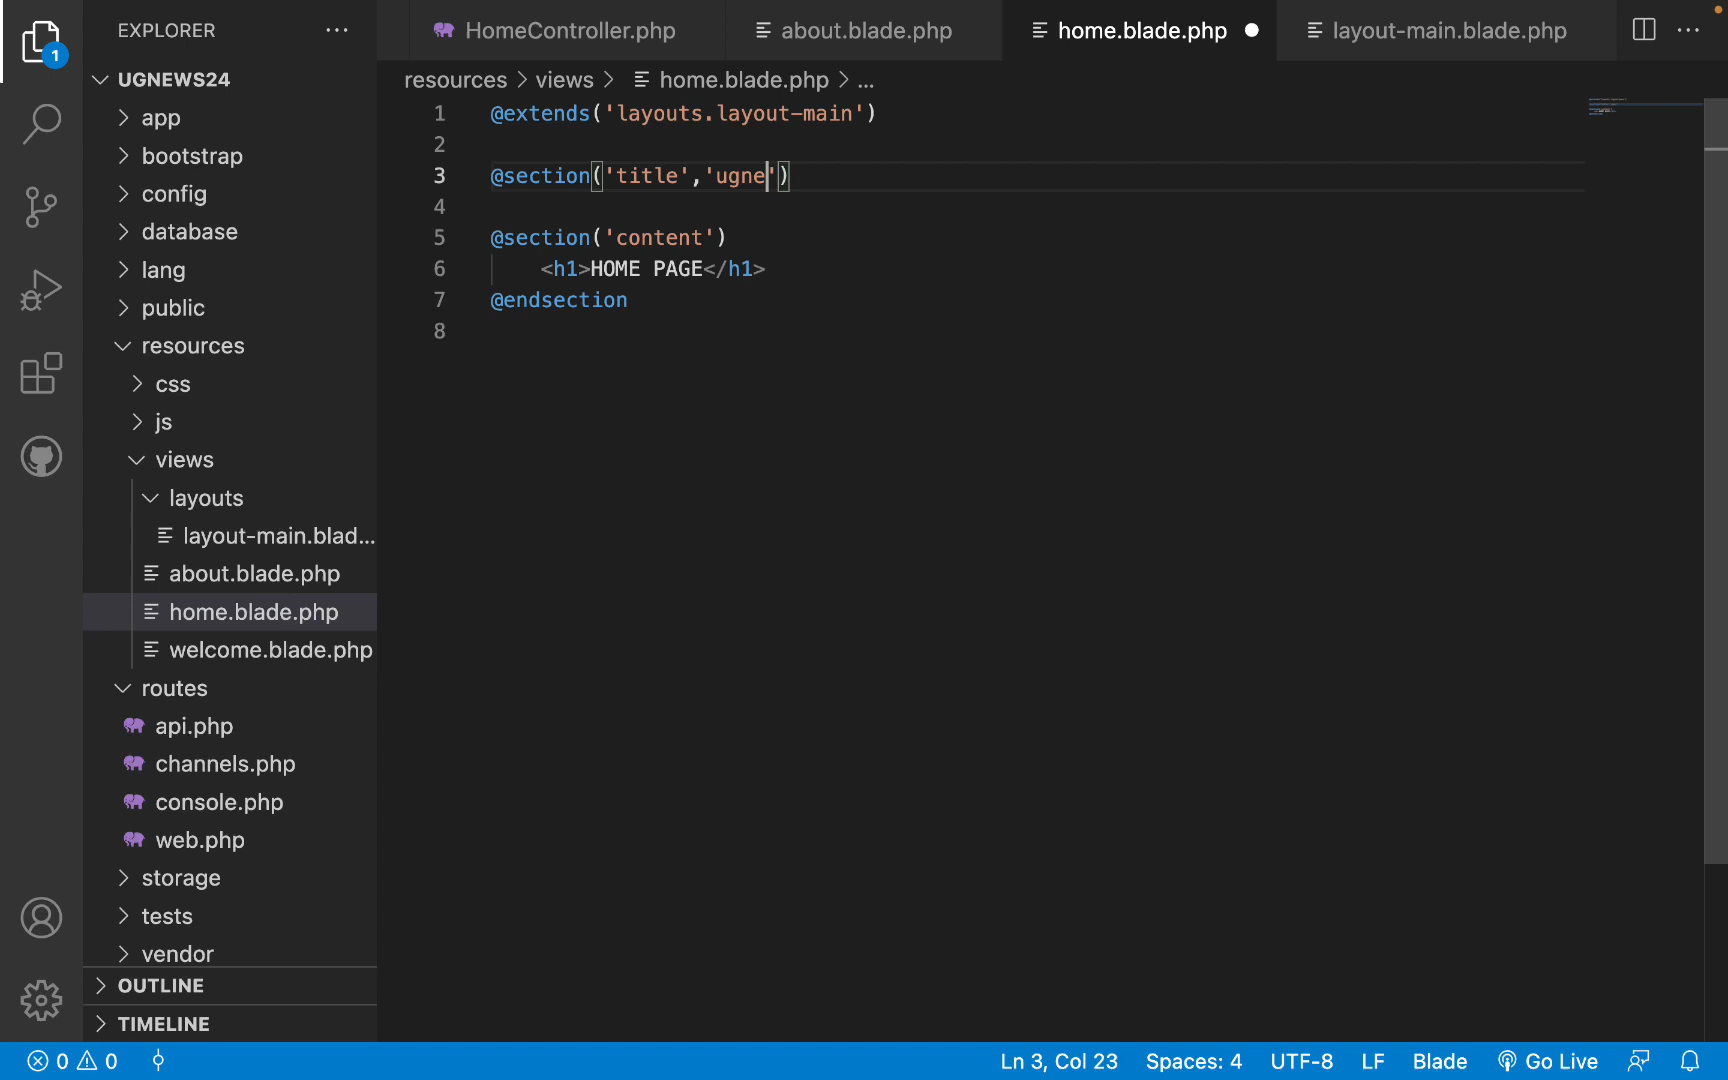 EXPLORER
1
UGNEWS24
app
bootstrap
config
database
lang
public
resources
css
js
views
layouts
layout-main.blad...
about.blade.php
home.blade.php
welcome.blade.php
routes
api.php
channels.php
console.php
web.php
storage
tests
vendor
OUTLINE
TIMELINE
HomeController.php
about.blade.php
home.blade.php
layout-main.blade.php
resources > views > home.blade.php > ...
1 @extends('layouts.layout-main')
2
3 @section('title','ugne')
4
5 @section('content')
6 <h1>HOME PAGE</h1>
7 @endsection
8
0 0
Ln 3, Col 23
Spaces: 4
UTF-8
LF
Blade
Go Live